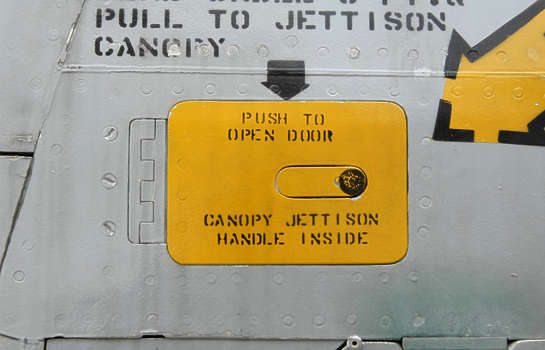 PULL TO JETTISON
CANOPY
PUSH TO
OPEN DOOR
CANOPY JETTISON
HANDLE INSIDE